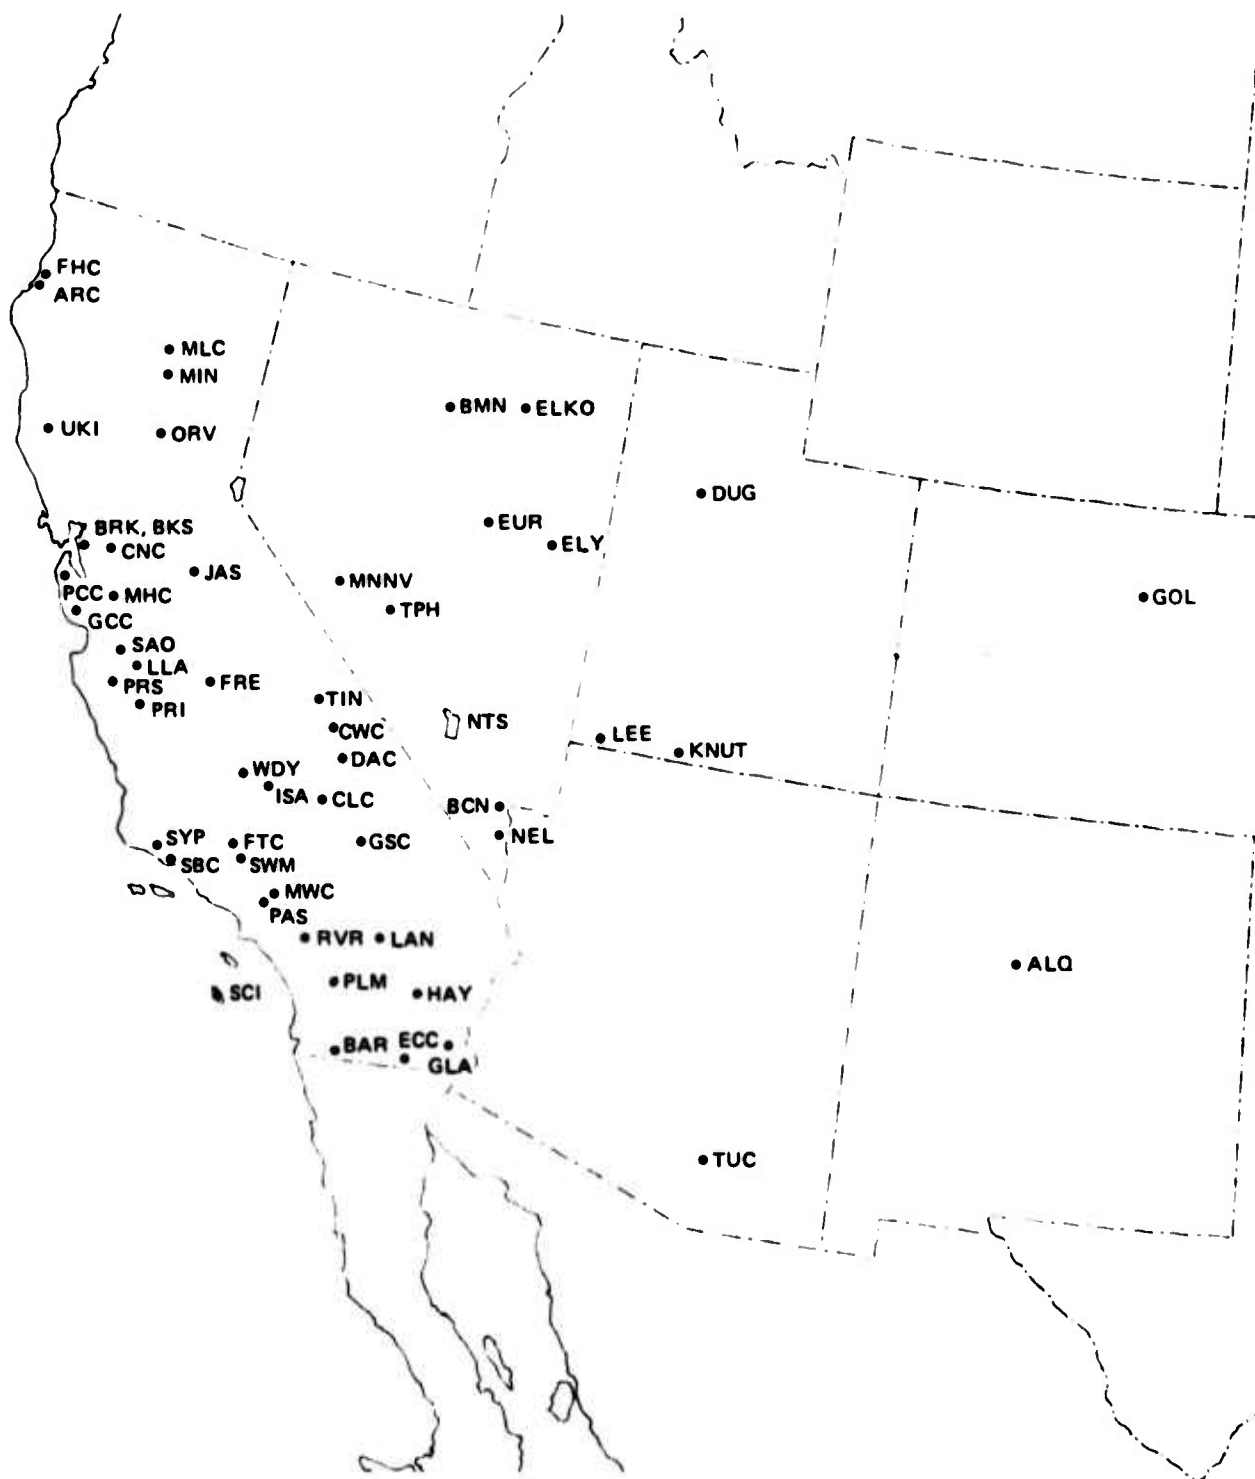 FHC
ARC
MLC
MIN
BMN
ELKO
UKI
ORV
DUG
EUR
BRK, BKS
CNC
ELY
JAS
MNNV
PCC
MHC
GCC
TPH
GOL
SAO
LLA
PRS
FRE
PRI
TIN
NTS
CWC
LEE
KNUT
DAC
WDY
ISA
CLC
BCN
SYP
FTC
GSC
NEL
SBC
SWM
MWC
PAS
RVR
LAN
ALQ
PLM
SCI
HAY
BAR
ECC
GLA
TUC